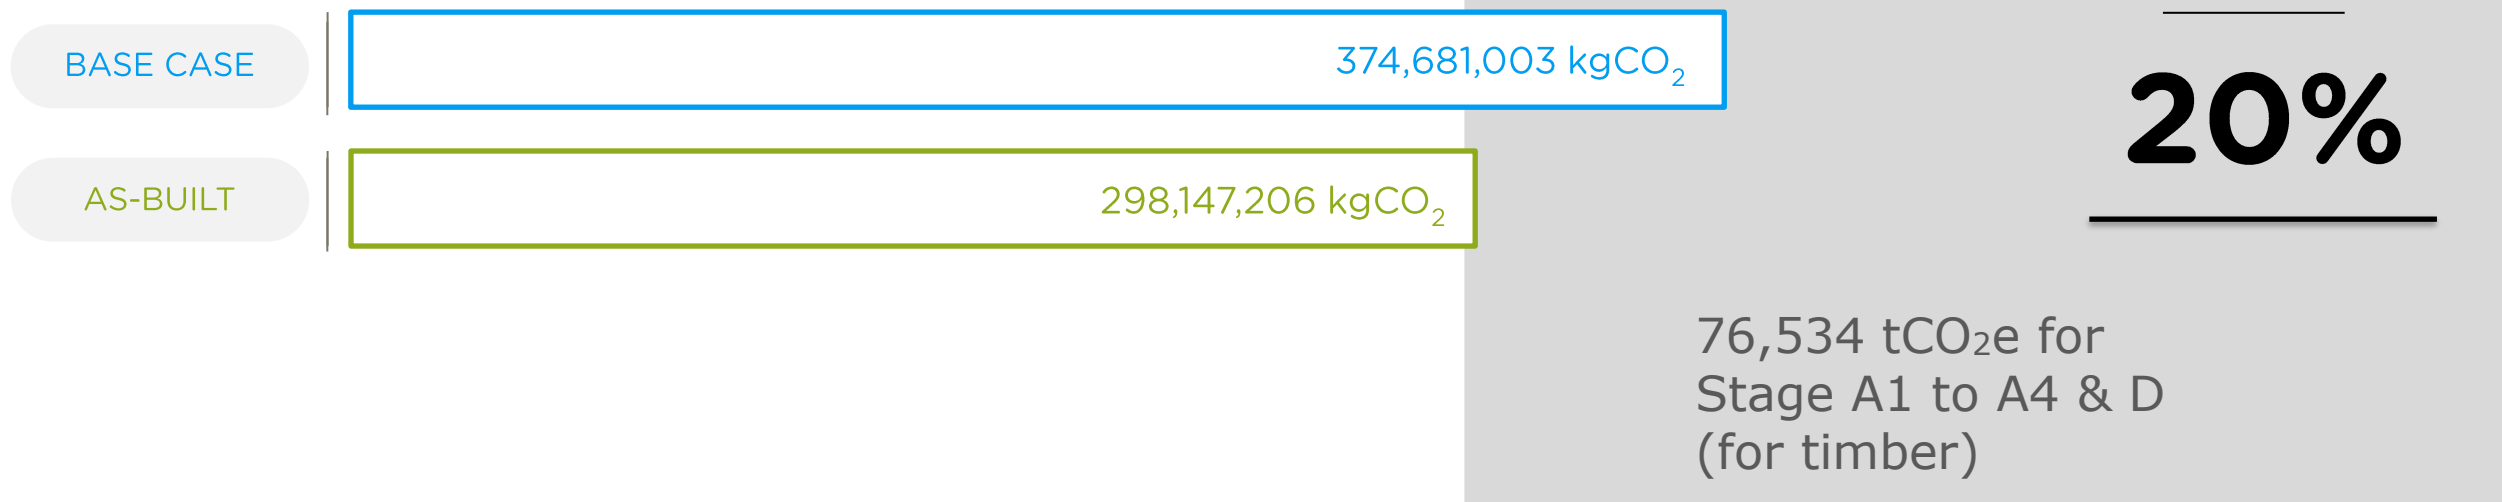 BASE CASE
374,681,003 kgCO₂
20%
AS-BUILT
298,147,206 kgCO₂
76,534 tCO₂e for
Stage A1 to A4 & D
(for timber)